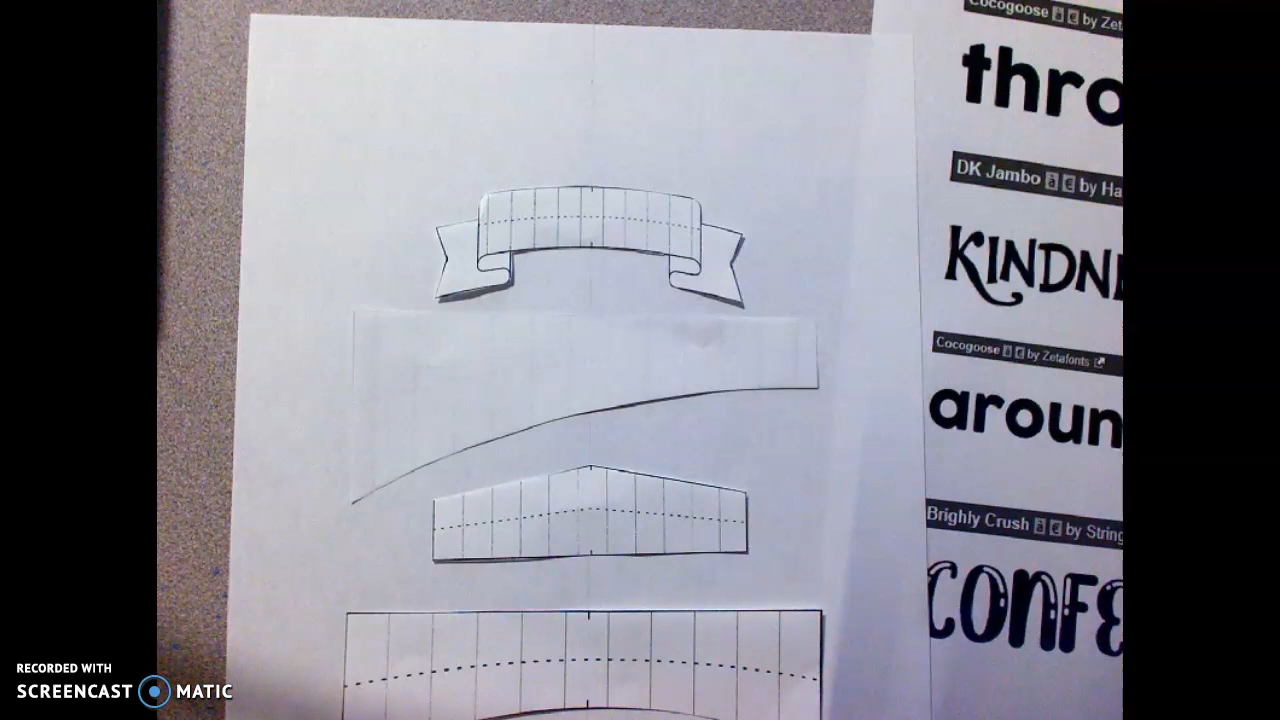 Cocogoose à € by Zet
thro
DK Jambo à € by Ha
KINDNE
Cocogoose à € by Zetafonts
aroun
Brighly Crush à € by String
CONFE
RECORDED WITH
SCREENCAST MATIC